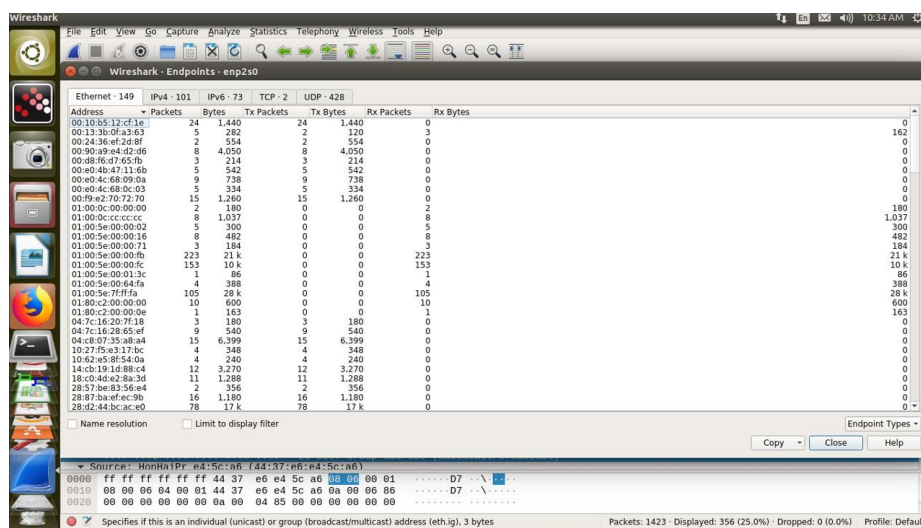 Wireshark En 10:34 AM
File Edit View Go Capture Analyze Statistics Telephony Wireless Tools Help
Wireshark · Endpoints · enp2s0
Ethernet · 149 IPv4 · 101 IPv6 · 73 TCP · 2 UDP · 428
Address Packets Bytes Tx Packets Tx Bytes Rx Packets Rx Bytes
00:10:b5:12:cf:1e 24 1,440 24 1,440 0 0
00:13:3b:0f:a3:63 5 282 2 120 3 162
00:24:36:ef:2d:8f 2 554 2 554 0 0
00:90:a9:e4:d2:d6 8 4,050 8 4,050 0 0
00:d8:f6:d7:65:fb 3 214 3 214 0 0
00:e0:4b:47:11:6b 5 542 5 542 0 0
00:e0:4c:68:09:0a 9 738 9 738 0 0
00:e0:4c:68:0c:03 5 334 5 334 0 0
00:f9:e2:70:72:70 15 1,260 15 1,260 0 0
01:00:0c:00:00:00 2 180 0 0 2 180
01:00:0c:cc:cc:cc 8 1,037 0 0 8 1,037
01:00:5e:00:00:02 5 300 0 0 5 300
01:00:5e:00:00:16 8 482 0 0 8 482
01:00:5e:00:00:71 3 184 0 0 3 184
01:00:5e:00:00:fb 223 21 k 0 0 223 21 k
01:00:5e:00:00:fc 153 10 k 0 0 153 10 k
01:00:5e:00:01:3c 1 86 0 0 1 86
01:00:5e:00:64:fa 4 388 0 0 4 388
01:00:5e:7f:ff:fa 105 28 k 0 0 105 28 k
01:80:c2:00:00:00 10 600 0 0 10 600
01:80:c2:00:00:0e 1 163 0 0 1 163
04:7c:16:20:7f:18 3 180 3 180 0 0
04:7c:16:28:65:ef 9 540 9 540 0 0
04:c8:07:35:a8:a4 15 6,399 15 6,399 0 0
10:27:f5:e3:17:bc 4 348 4 348 0 0
10:62:e5:8f:54:0a 4 240 4 240 0 0
14:cb:19:1d:88:c4 12 3,270 12 3,270 0 0
18:c0:4d:e2:8a:3d 11 1,288 11 1,288 0 0
28:57:be:83:56:e4 2 356 2 356 0 0
28:87:ba:ef:ec:9b 16 1,180 16 1,180 0 0
28:d2:44:bc:ac:e0 78 17 k 78 17 k 0 0
Name resolution Limit to display filter Endpoint Types
Copy Close Help
Source: HonHaiPr_e4:5c:a6 (44:37:e6:e4:5c:a6)
0000 ff ff ff ff ff ff 44 37 e6 e4 5c a6 08 06 00 01 ······D7 ··\·····
0010 08 00 06 04 00 01 44 37 e6 e4 5c a6 0a 00 06 86 ······D7 ··\·····
0020 00 00 00 00 00 00 0a 00 04 85 00 00 00 00 00 00 ········ ········
Specifies if this is an individual (unicast) or group (broadcast/multicast) address (eth.ig), 3 bytes Packets: 1423 · Displayed: 356 (25.0%) · Dropped: 0 (0.0%) Profile: Defau